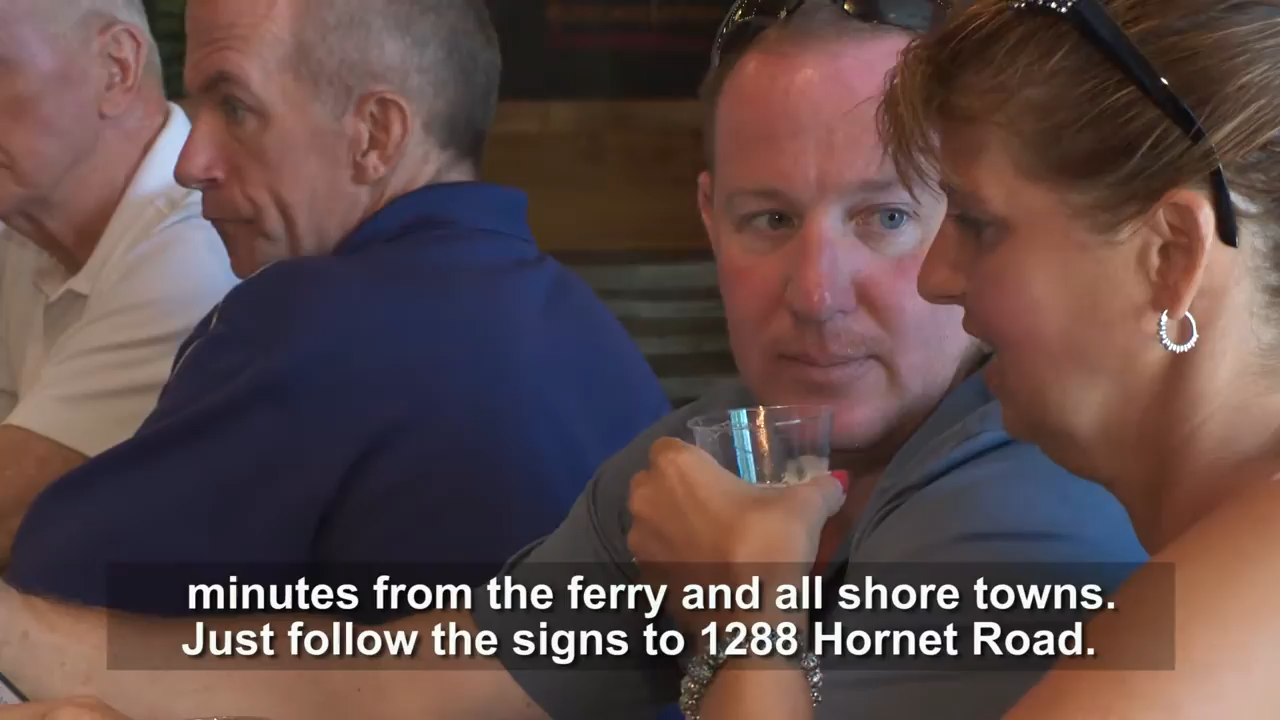 minutes from the ferry and all shore towns.
Just follow the signs to 1288 Hornet Road.